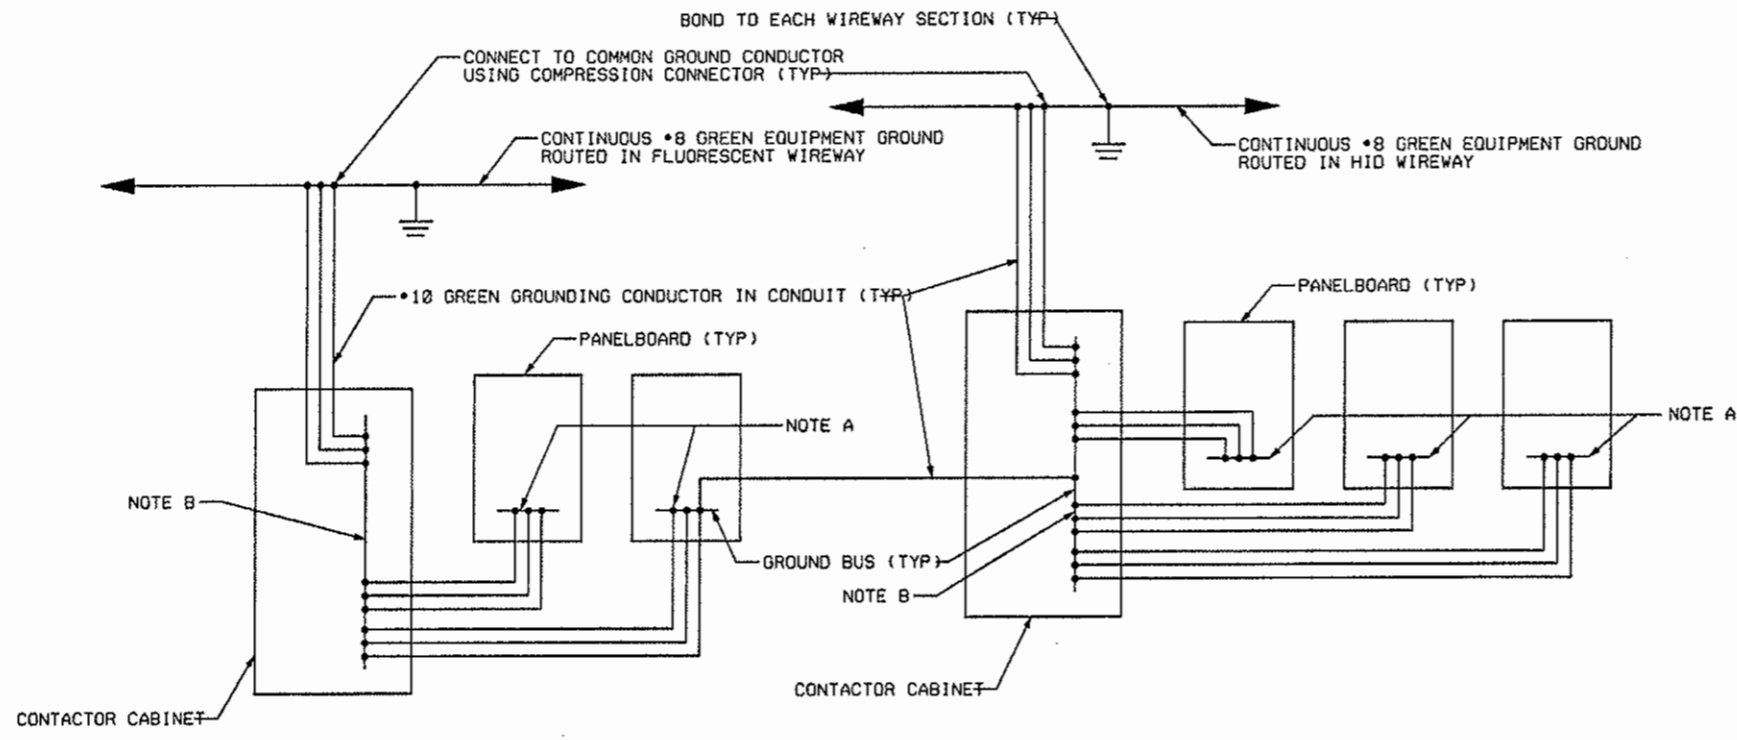 BOND TO EACH WIREWAY SECTION (TYP)
CONNECT TO COMMON GROUND CONDUCTOR
USING COMPRESSION CONNECTOR (TYP)
CONTINUOUS #8 GREEN EQUIPMENT GROUND
ROUTED IN FLUORESCENT WIREWAY
CONTINUOUS #8 GREEN EQUIPMENT GROUND
ROUTED IN HID WIREWAY
#10 GREEN GROUNDING CONDUCTOR IN CONDUIT (TYP)
PANELBOARD (TYP)
PANELBOARD (TYP)
NOTE A
NOTE A
NOTE B
GROUND BUS (TYP)
NOTE B
CONTACTOR CABINET
CONTACTOR CABINET